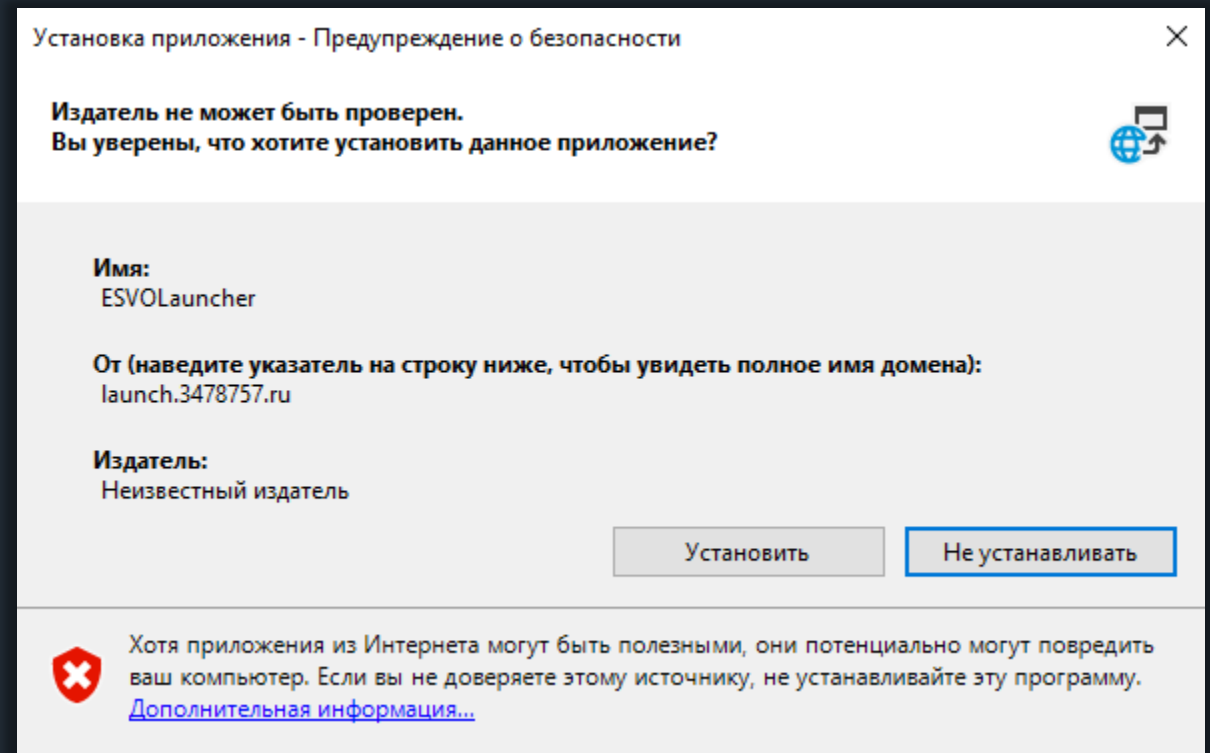 Установка приложения - Предупреждение о безопасности
Издатель не может быть проверен.
Вы уверены, что хотите установить данное приложение?
Имя:
ESVOLauncher
От (наведите указатель на строку ниже, чтобы увидеть полное имя домена):
launch.3478757.ru
Издатель:
Неизвестный издатель
Установить
Не устанавливать
Хотя приложения из Интернета могут быть полезными, они потенциально могут повредить
ваш компьютер. Если вы не доверяете этому источнику, не устанавливайте эту программу.
Дополнительная информация...